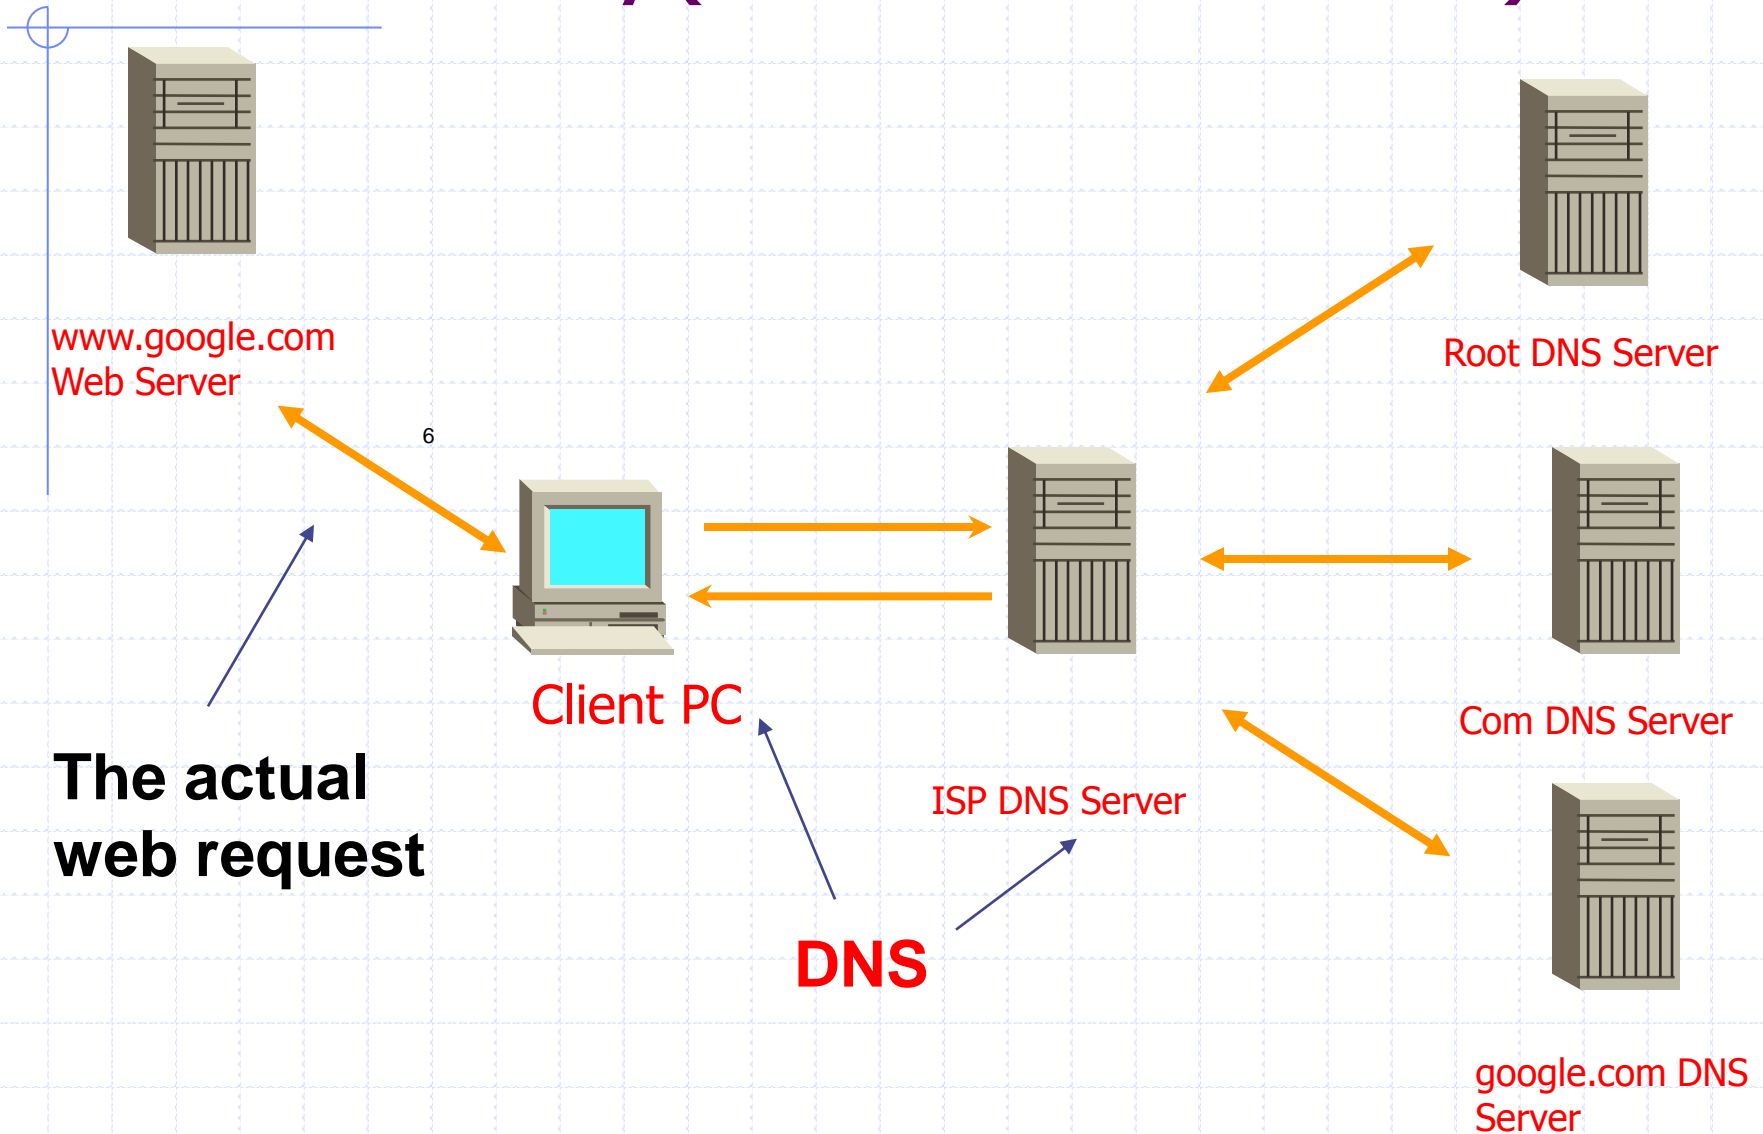 www.google.com
Web Server
Root DNS Server
6
Client PC
Com DNS Server
The actual
web request
ISP DNS Server
DNS
google.com DNS
Server